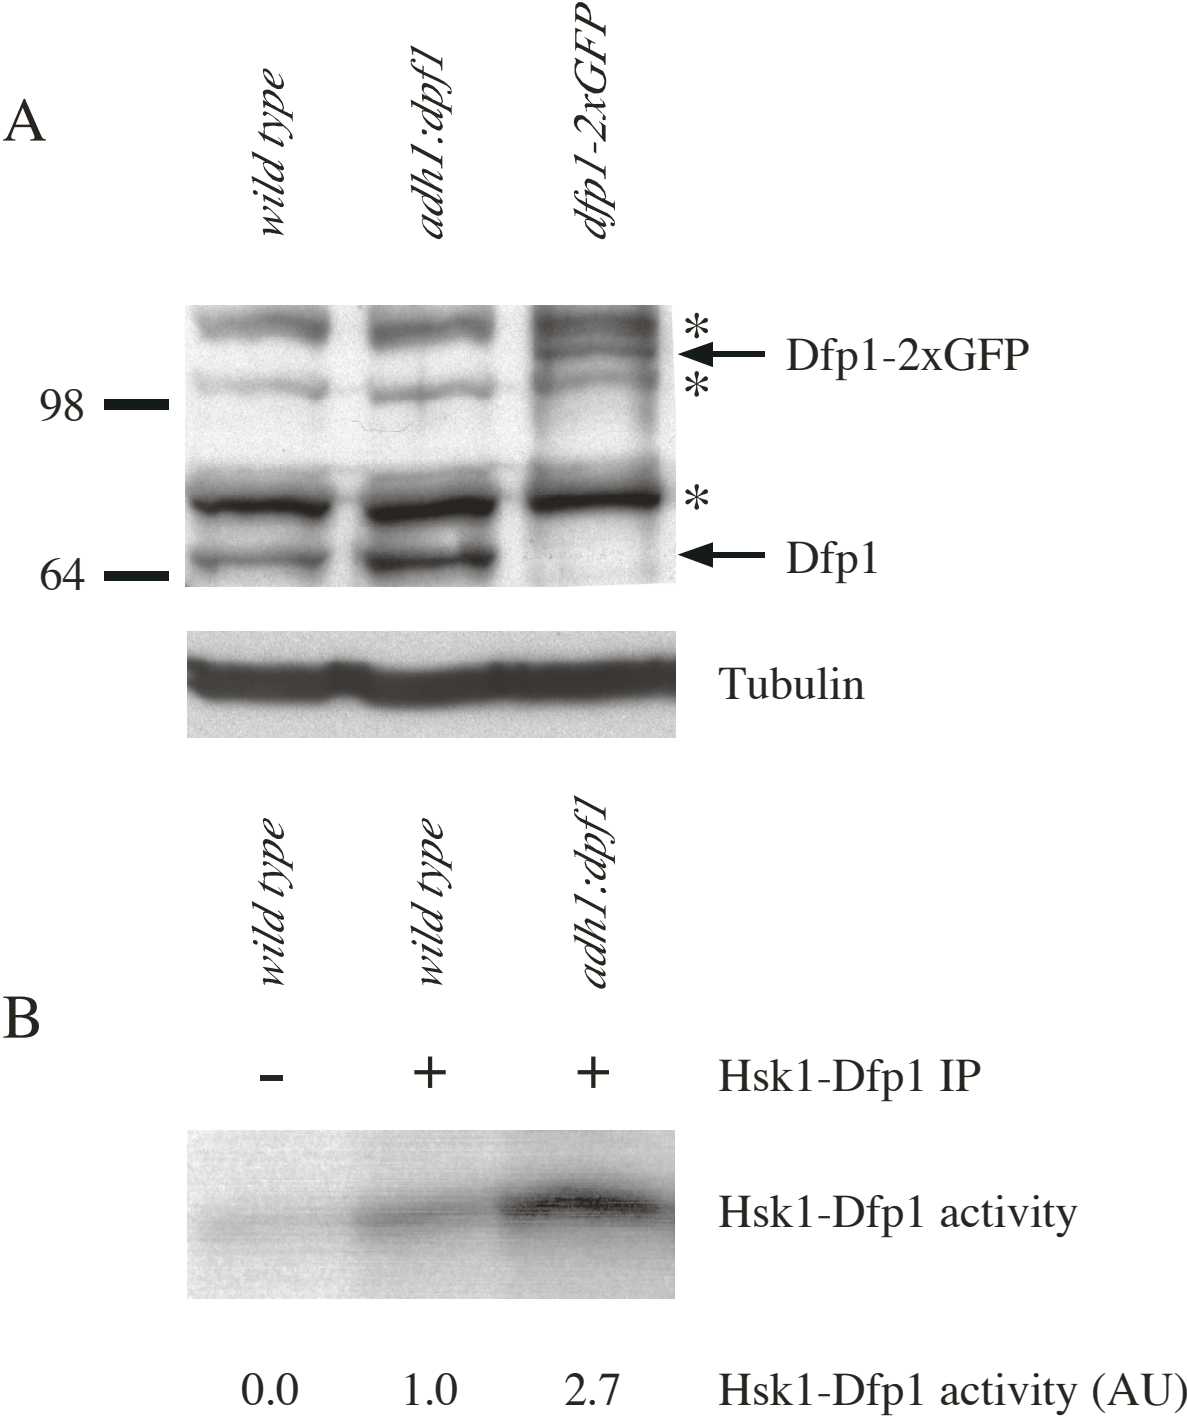 A
wild type
adh1:dpf1
dfp1-2xGFP
*
Dfp1-2xGFP
*
98
*
Dfp1
64
Tubulin
wild type
wild type
adh1:dpf1
B
- + + Hsk1-Dfp1 IP
Hsk1-Dfp1 activity
0.0 1.0 2.7 Hsk1-Dfp1 activity (AU)